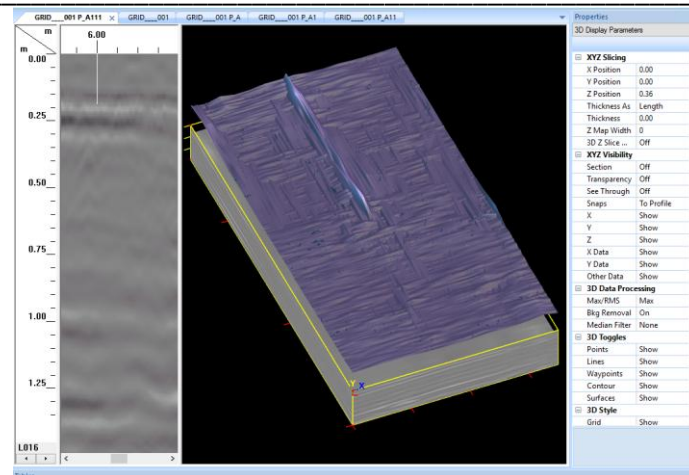 GRID___001 P_A111 ×
GRID___001
GRID___001 P_A
GRID___001 P_A1
GRID___001 P_A11
m
6.00
m
0.00
0.25
0.50
0.75
1.00
1.25
L016
Y X
Properties
3D Display Parameters
XYZ Slicing
X Position 0.00
Y Position 0.00
Z Position 0.36
Thickness As Length
Thickness 0.00
Z Map Width 0
3D Z Slice ... Off
XYZ Visibility
Section Off
Transparency Off
See Through Off
Snaps To Profile
X Show
Y Show
Z Show
X Data Show
Y Data Show
Other Data Show
3D Data Processing
Max/RMS Max
Bkg Removal On
Median Filter None
3D Toggles
Points Show
Lines Show
Waypoints Show
Contour Show
Surfaces Show
3D Style
Grid Show